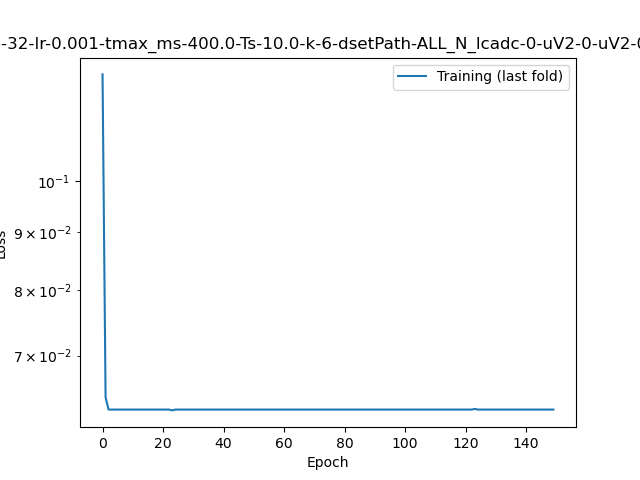 -32-lr-0.001-tmax_ms-400.0-Ts-10.0-k-6-dsetPath-ALL_N_lcadc-0-uV2-0-uV2-0
Training (last fold)
10⁻¹
9 × 10⁻²
8 × 10⁻²
7 × 10⁻²
Loss
0 20 40 60 80 100 120 140
Epoch